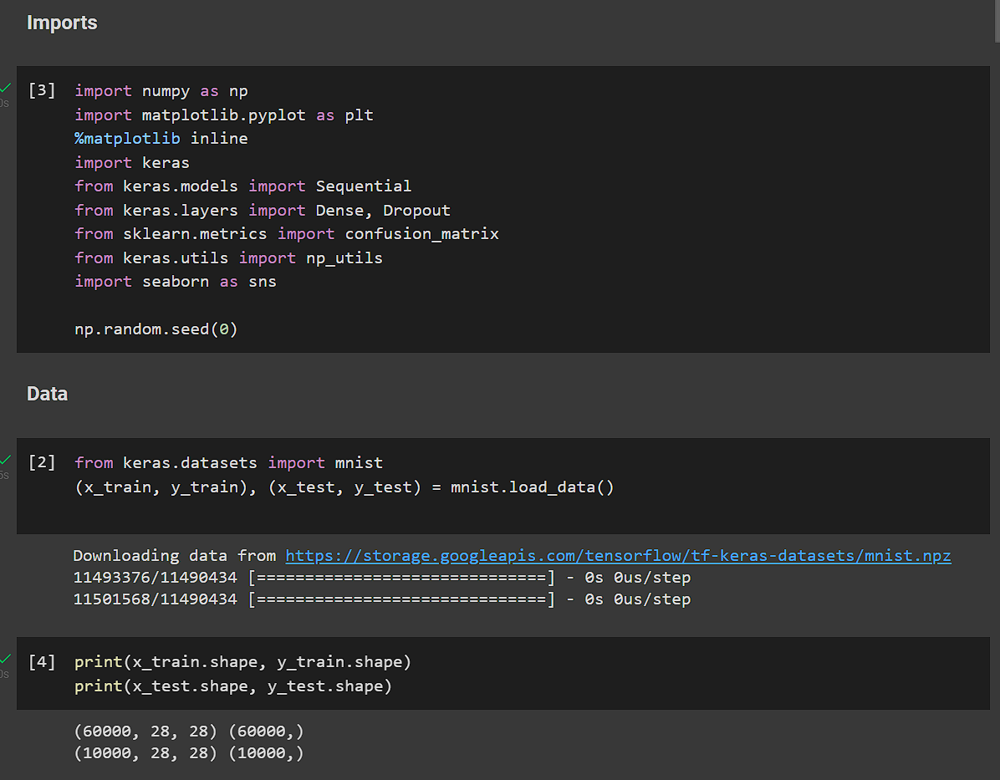 Imports
[3] import numpy as np
import matplotlib.pyplot as plt
%matplotlib inline
import keras
from keras.models import Sequential
from keras.layers import Dense, Dropout
from sklearn.metrics import confusion_matrix
from keras.utils import np_utils
import seaborn as sns
np.random.seed(0)
Data
[2] from keras.datasets import mnist
(x_train, y_train), (x_test, y_test) = mnist.load_data()
Downloading data from https://storage.googleapis.com/tensorflow/tf-keras-datasets/mnist.npz
11493376/11490434 [==============================] - 0s 0us/step
11501568/11490434 [==============================] - 0s 0us/step
[4] print(x_train.shape, y_train.shape)
print(x_test.shape, y_test.shape)
(60000, 28, 28) (60000,)
(10000, 28, 28) (10000,)